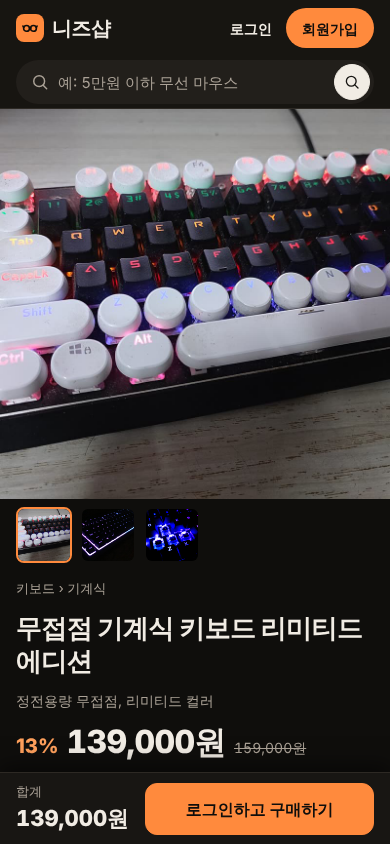 니즈샵
로그인
회원가입
예: 5만원 이하 무선 마우스
Tab
Q W E R T Y U I
A S D F G H J K
Shift
Z X
N M
Ctrl
Alt
키보드 › 기계식
무접점 기계식 키보드 리미티드
에디션
정전용량 무접점, 리미티드 컬러
13% 139,000원 159,000원
합계
139,000원
로그인하고 구매하기